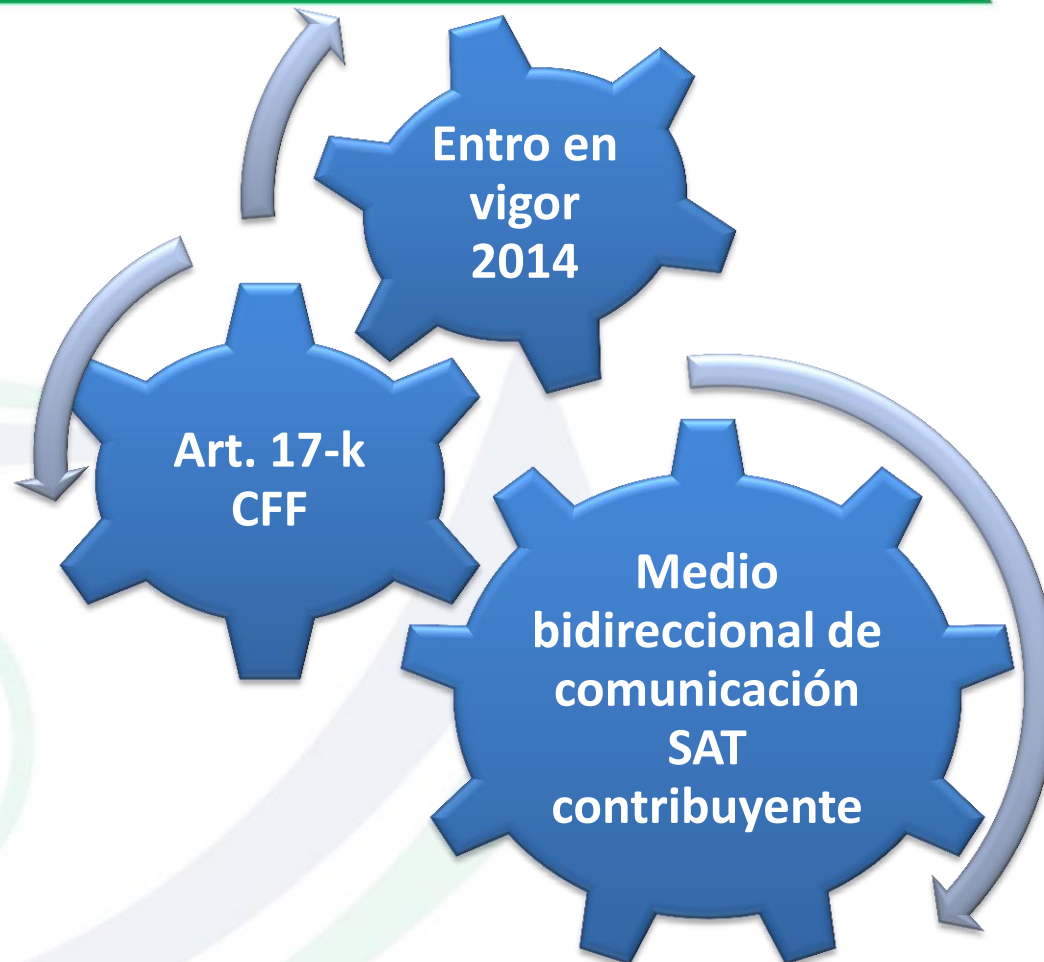 Entro en
vigor
2014
Art. 17-k
CFF
Medio
bidireccional de
comunicación
SAT
contribuyente